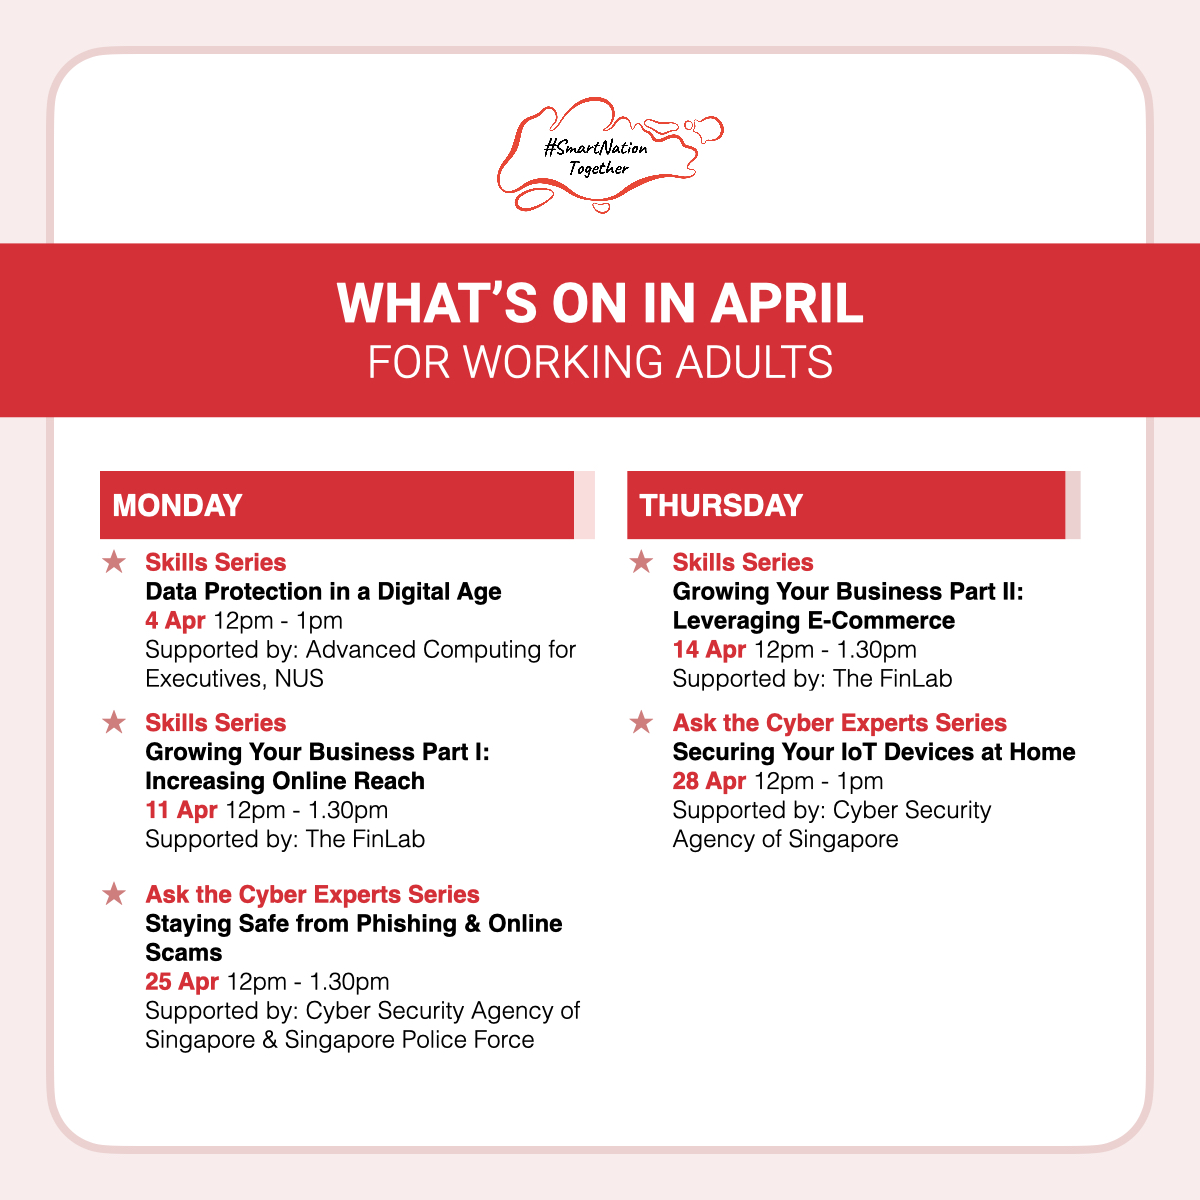 #SmartNation
Together
WHAT’S ON IN APRIL
FOR WORKING ADULTS
MONDAY
★ Skills Series
Data Protection in a Digital Age
4 Apr 12pm - 1pm
Supported by: Advanced Computing for
Executives, NUS
★ Skills Series
Growing Your Business Part I:
Increasing Online Reach
11 Apr 12pm - 1.30pm
Supported by: The FinLab
★ Ask the Cyber Experts Series
Staying Safe from Phishing & Online
Scams
25 Apr 12pm - 1.30pm
Supported by: Cyber Security Agency of
Singapore & Singapore Police Force
THURSDAY
★ Skills Series
Growing Your Business Part II:
Leveraging E-Commerce
14 Apr 12pm - 1.30pm
Supported by: The FinLab
★ Ask the Cyber Experts Series
Securing Your IoT Devices at Home
28 Apr 12pm - 1pm
Supported by: Cyber Security
Agency of Singapore